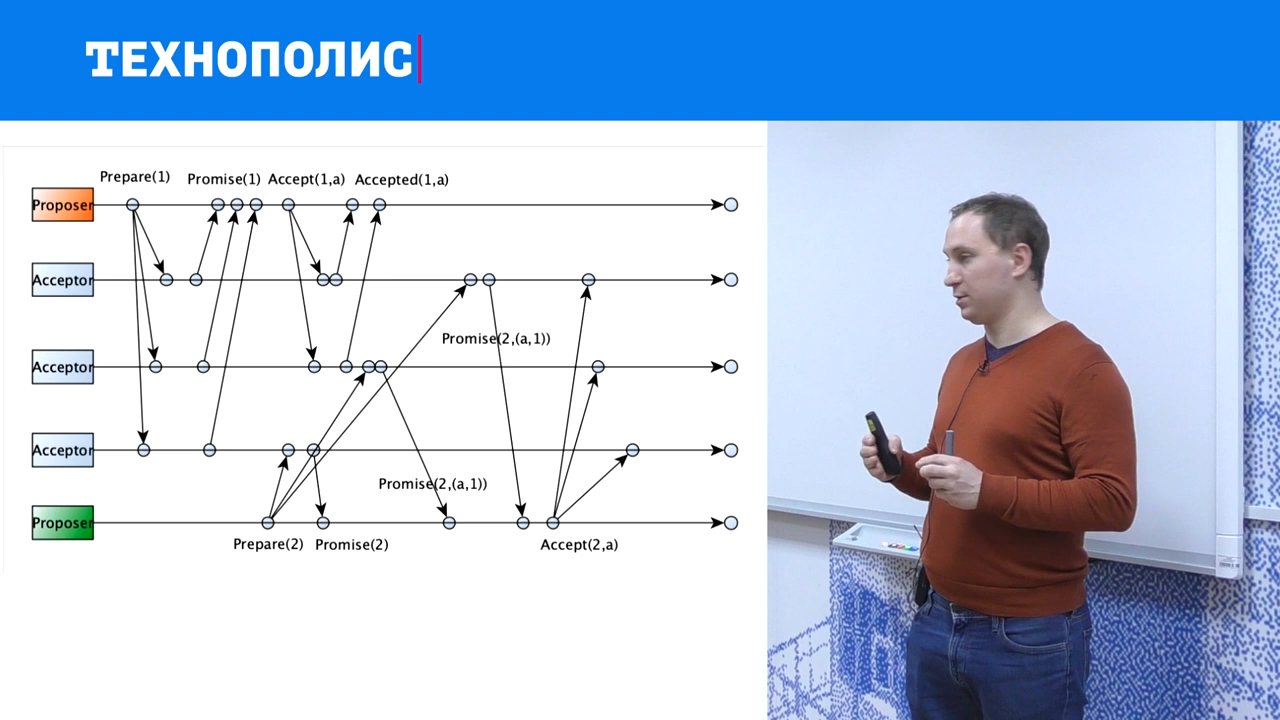 ТЕХНОПОЛИС
Prepare(1)
Promise(1)
Accept(1,a)
Accepted(1,a)
Proposer
Acceptor
Promise(2,(a,1))
Acceptor
Acceptor
Promise(2,(a,1))
Proposer
Prepare(2)
Promise(2)
Accept(2,a)